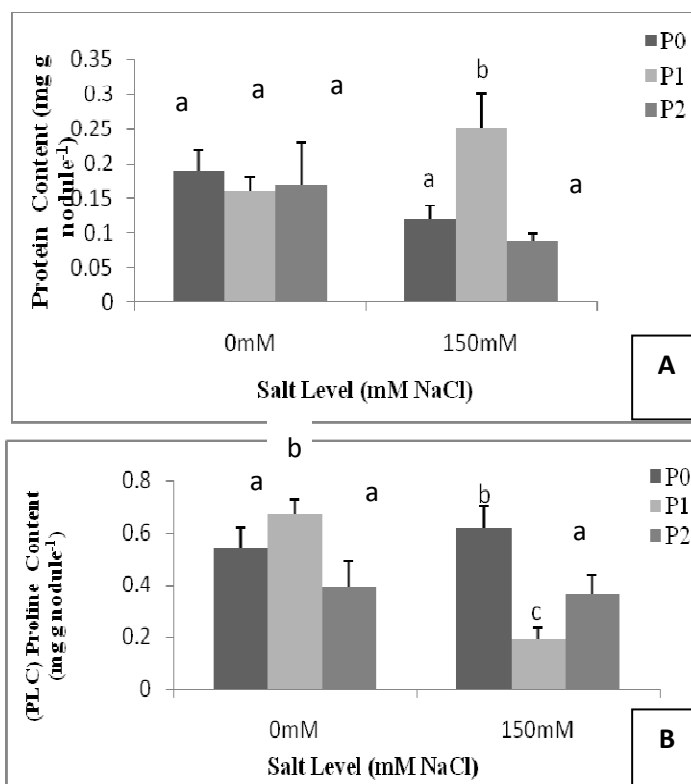 Protein Content (mg g
nodule-1)
0.35
0.3
0.25
0.2
0.15
0.1
0.05
0
a
a
a
a
b
a
P0
P1
P2
0mM
150mM
Salt Level (mM NaCl)
A
(PLC) Proline Content
(mg g nodule-1)
0.8
0.6
0.4
0.2
0
a
b
a
b
c
a
P0
P1
P2
0mM
150mM
Salt Level (mM NaCl)
B